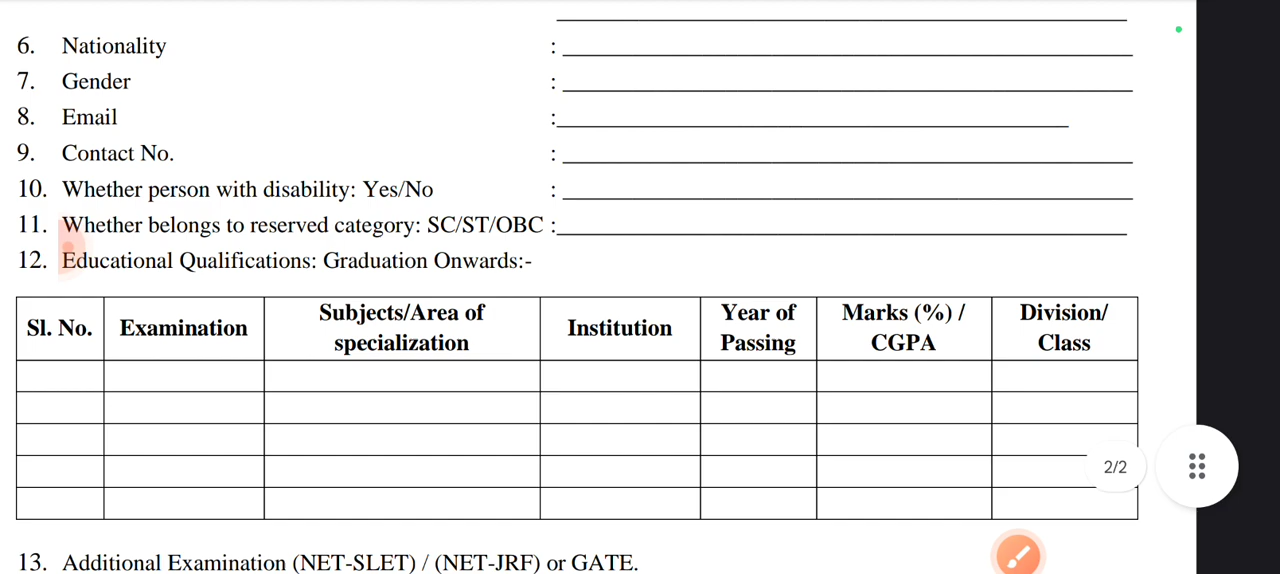 6. Nationality : 
7. Gender : 
8. Email : 
9. Contact No. : 
10. Whether person with disability: Yes/No : 
11. Whether belongs to reserved category: SC/ST/OBC : 
12. Educational Qualifications: Graduation Onwards:-
Sl. No. Examination Subjects/Area of specialization Institution Year of Passing Marks (%) / CGPA Division/ Class
2/2
13. Additional Examination (NET-SLET) / (NET-JRF) or GATE.